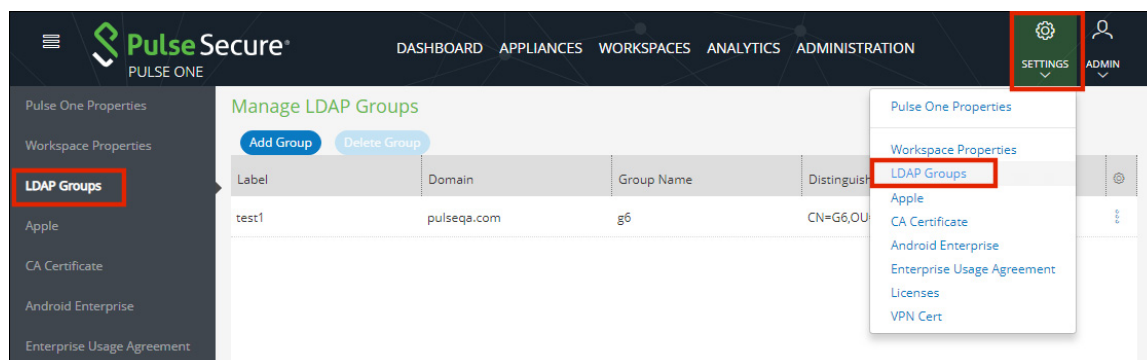 Pulse Secure
PULSE ONE
DASHBOARD APPLIANCES WORKSPACES ANALYTICS ADMINISTRATION
SETTINGS
ADMIN
Pulse One Properties
Workspace Properties
LDAP Groups
Apple
CA Certificate
Android Enterprise
Enterprise Usage Agreement
Manage LDAP Groups
Add Group Delete Group
Label Domain Group Name Distinguish
test1 pulseqa.com g6 CN=G6,OU
Pulse One Properties
Workspace Properties
LDAP Groups
Apple
CA Certificate
Android Enterprise
Enterprise Usage Agreement
Licenses
VPN Cert